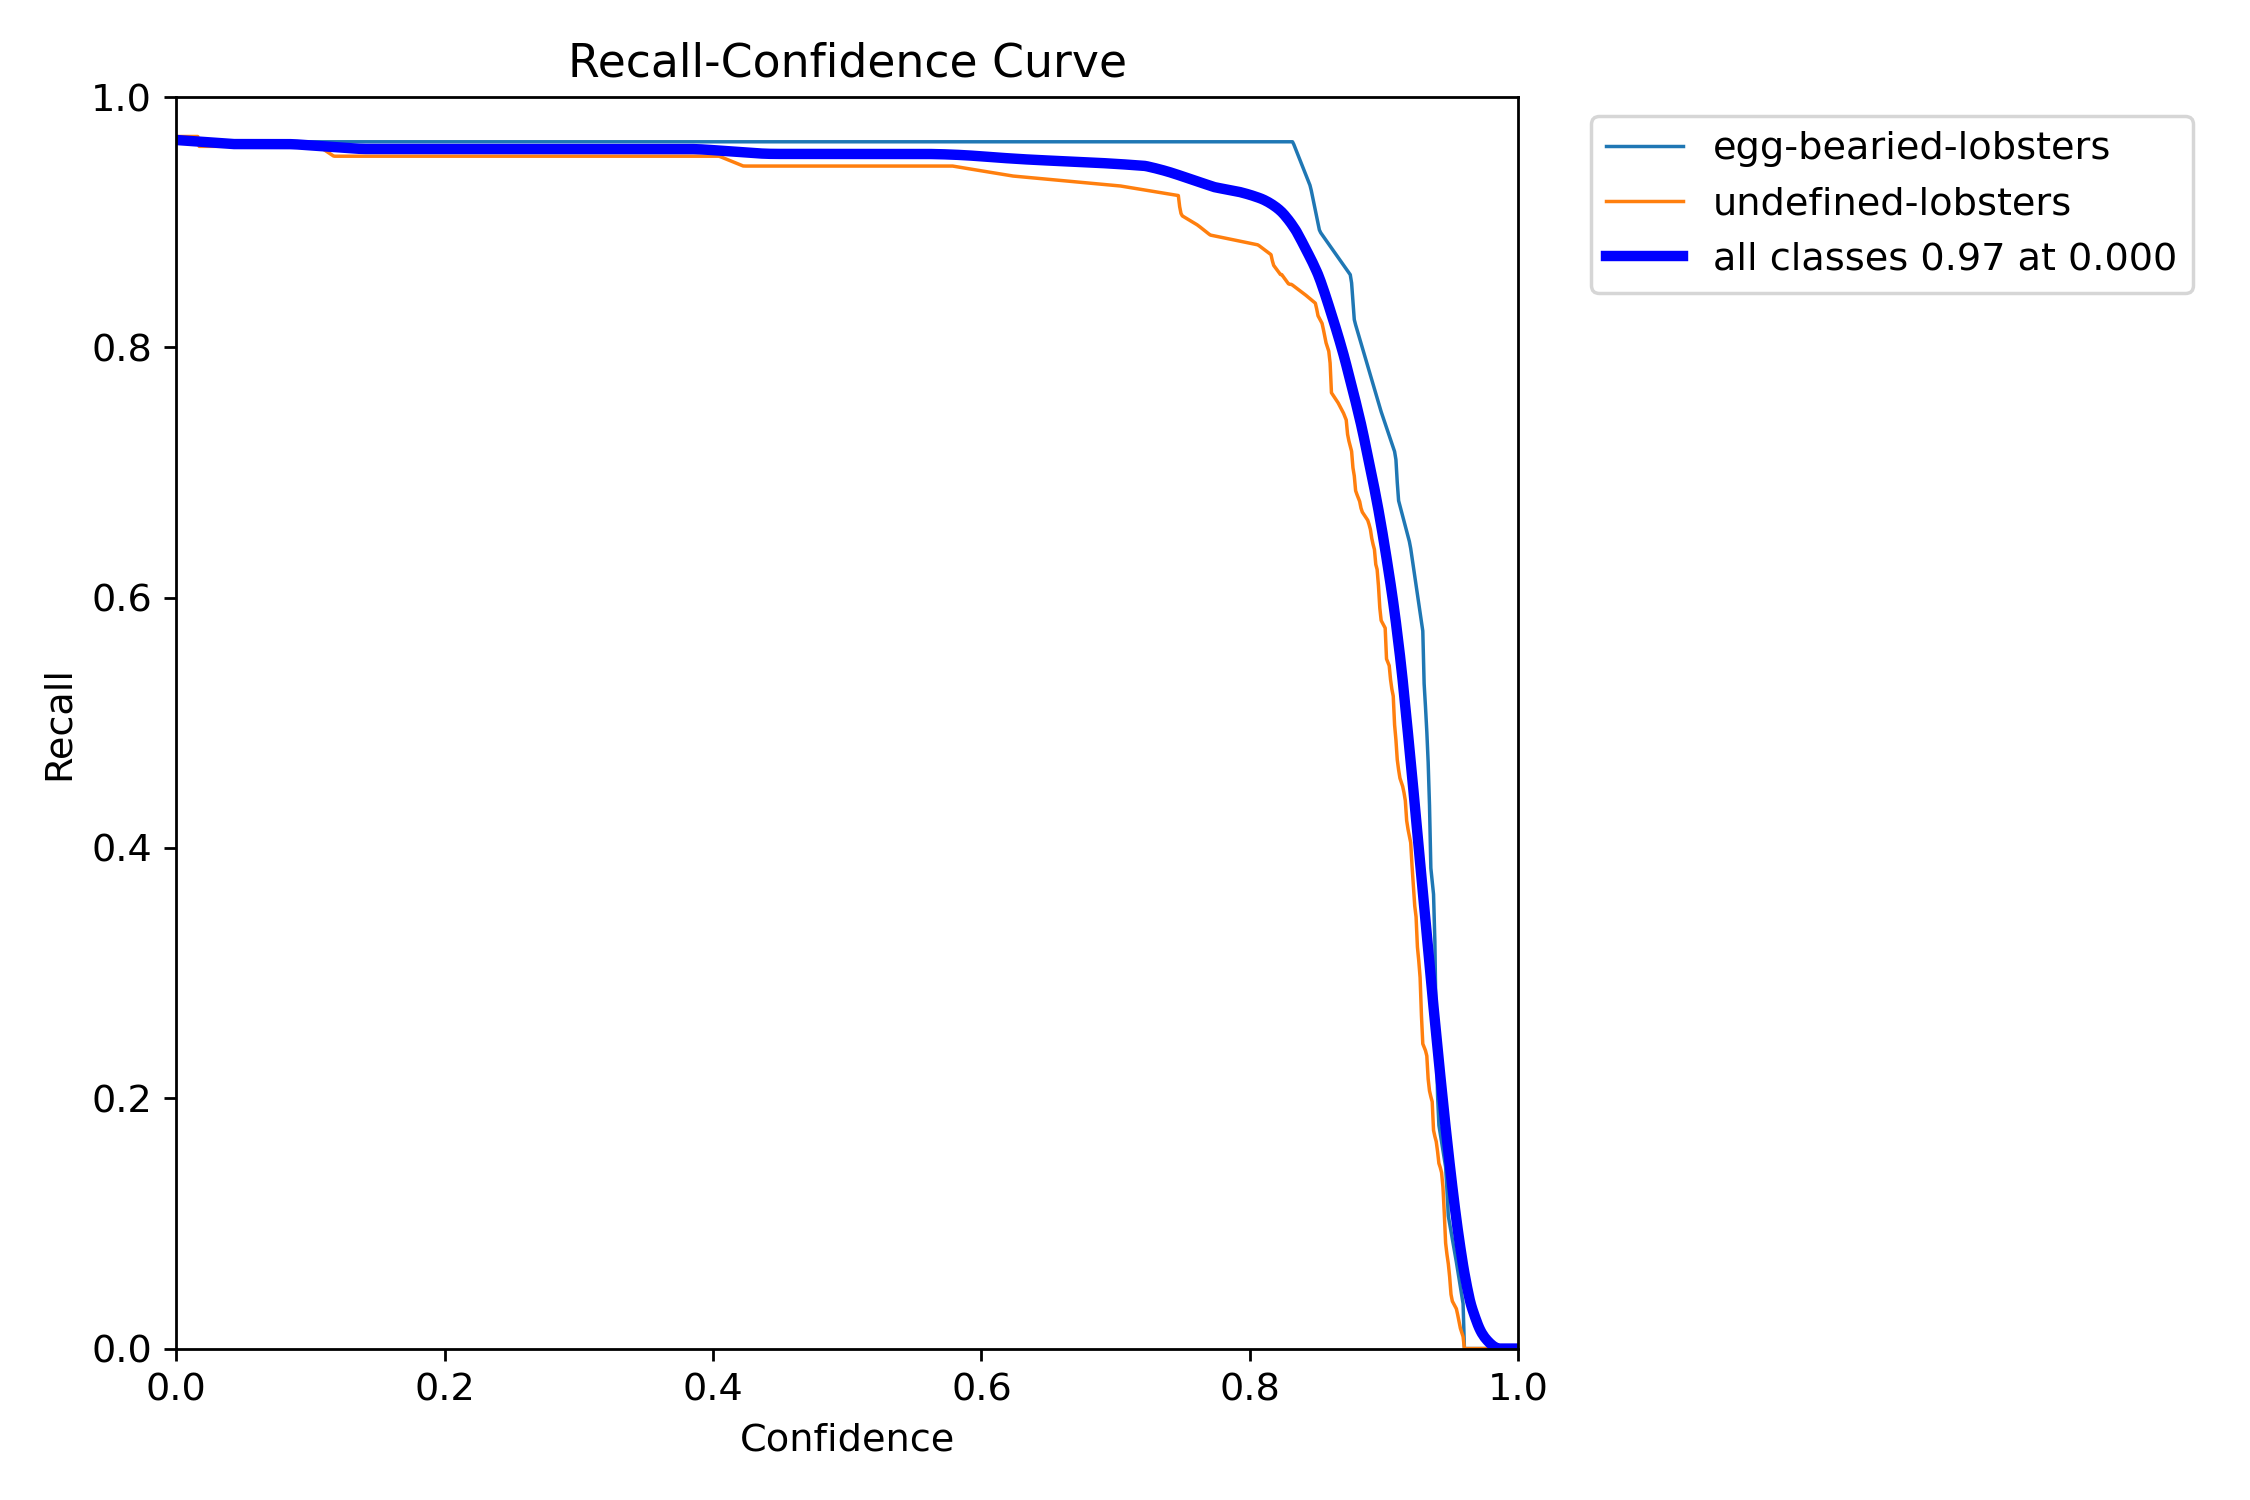 Recall-Confidence Curve
1.0
0.8
0.6
0.4
0.2
0.0
Recall
0.0 0.2 0.4 0.6 0.8 1.0
Confidence
egg-bearied-lobsters
undefined-lobsters
all classes 0.97 at 0.000